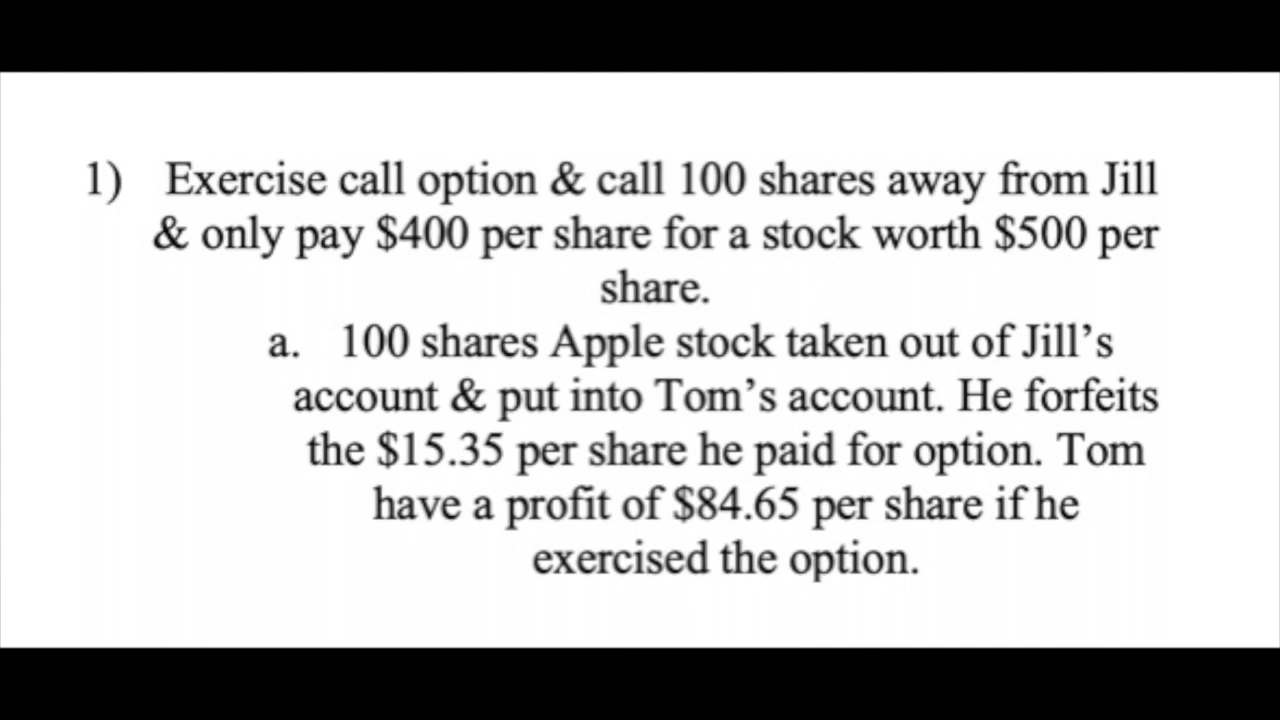 1) Exercise call option & call 100 shares away from Jill
& only pay $400 per share for a stock worth $500 per
share.
a. 100 shares Apple stock taken out of Jill’s
account & put into Tom’s account. He forfeits
the $15.35 per share he paid for option. Tom
have a profit of $84.65 per share if he
exercised the option.